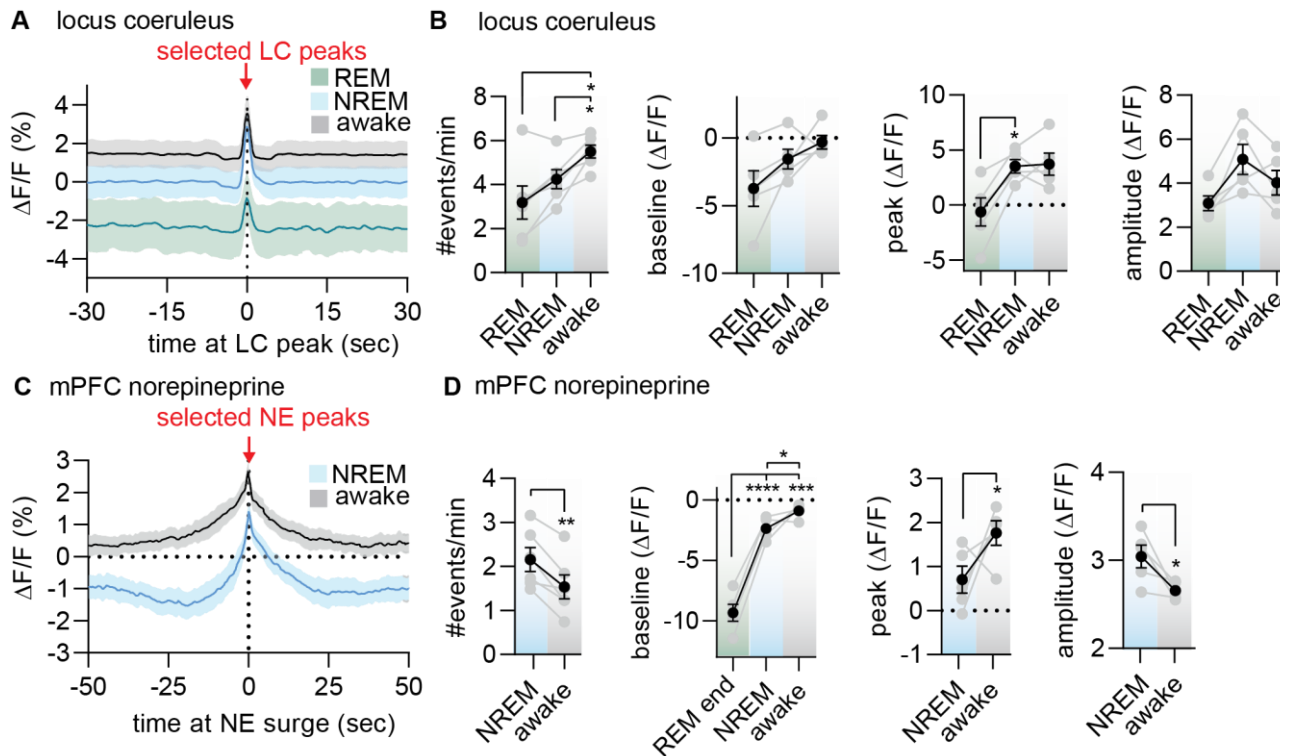 A locus coeruleus
selected LC peaks
REM
NREM
awake
ΔF/F (%)
4
2
0
-2
-4
-30
-15
0
15
30
time at LC peak (sec)
B locus coeruleus
#events/min
8
6
4
2
0
*
*
REM
NREM
awake
baseline (ΔF/F)
0
-5
-10
REM
NREM
awake
peak (ΔF/F)
10
5
0
-5
*
REM
NREM
awake
amplitude (ΔF/F)
8
6
4
2
0
REM
NREM
awake
C mPFC norepineprine
selected NE peaks
NREM
awake
ΔF/F (%)
3
2
1
0
-1
-2
-3
-50
-25
0
25
50
time at NE surge (sec)
D mPFC norepineprine
#events/min
4
3
2
1
0
**
NREM
awake
baseline (ΔF/F)
0
-5
-10
*
****
***
REM end
NREM
awake
peak (ΔF/F)
3
2
1
0
-1
*
NREM
awake
amplitude (ΔF/F)
4
3
2
*
NREM
awake